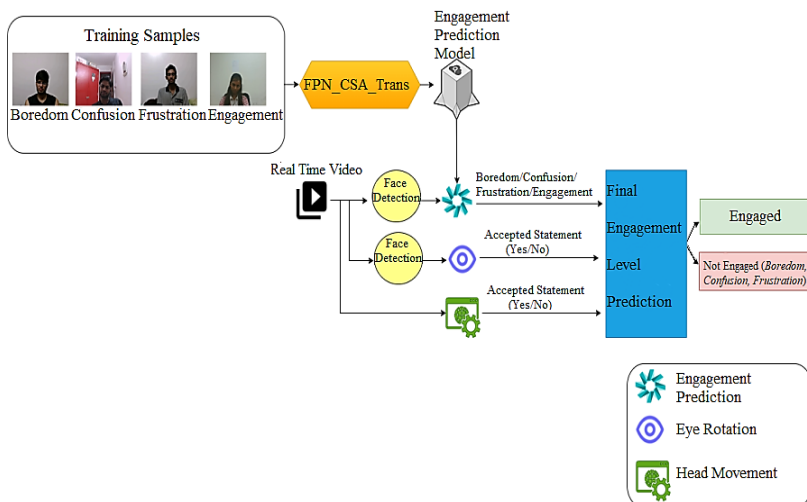 Training Samples
Boredom Confusion Frustration Engagement
FPN_CSA_Trans
Engagement
Prediction
Model
Real Time Video
Face
Detection
Boredom/Confusion/
Frustration/Engagement
Face
Detection
Accepted Statement
(Yes/No)
Accepted Statement
(Yes/No)
Final
Engagement
Level
Prediction
Engaged
Not Engaged (Boredom,
Confusion, Frustration)
Engagement
Prediction
Eye Rotation
Head Movement